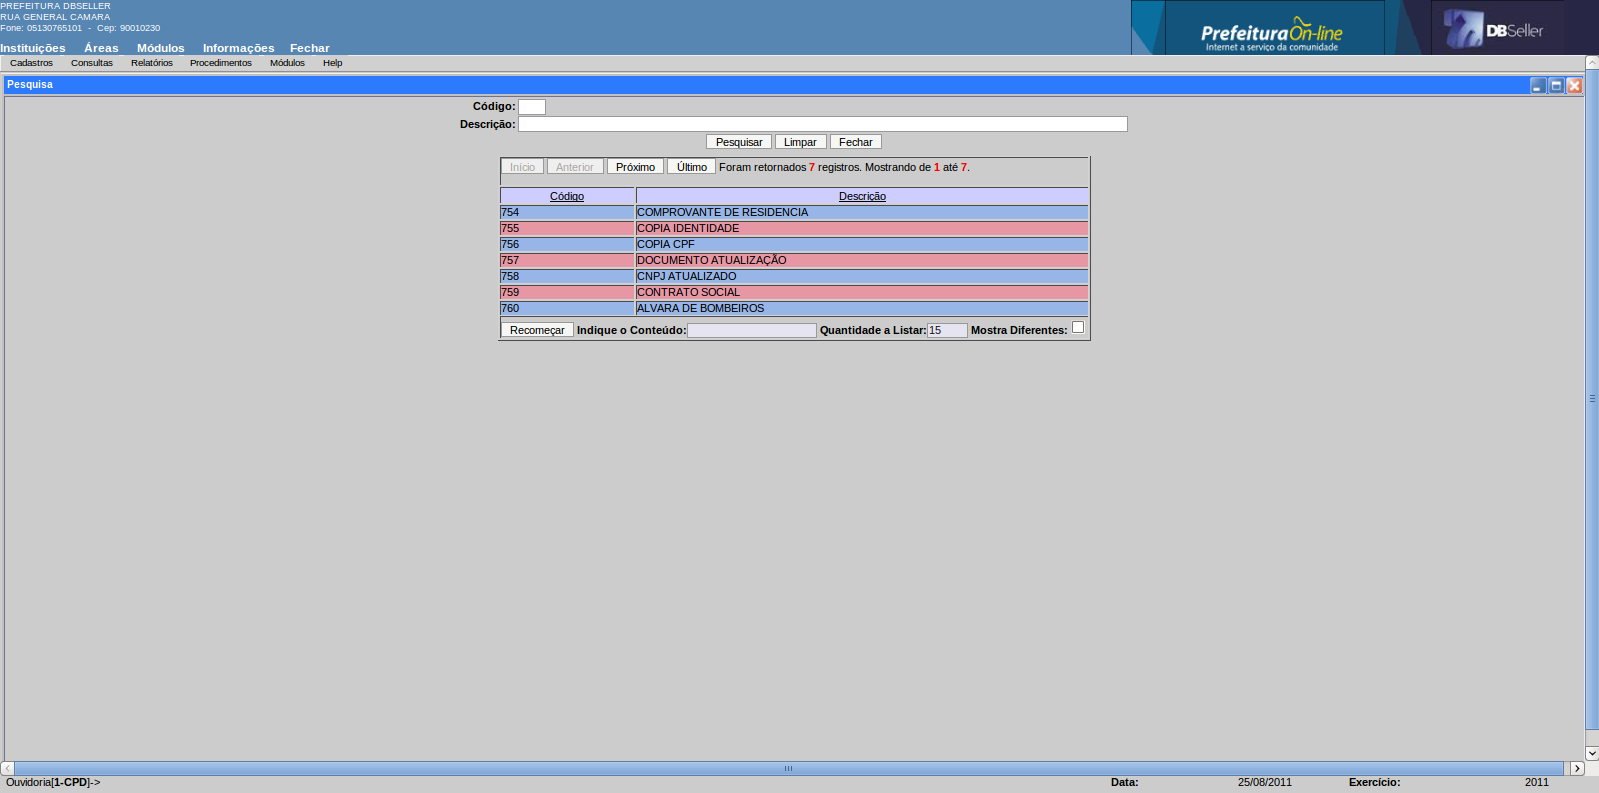 PREFEITURA DBSELLER
RUA GENERAL CAMARA
Fone: 05130765101 - Cep: 90010230
Instituições Áreas Módulos Informações Fechar
PrefeituraOn-line
Internet a serviço da comunidade
DBSeller
Cadastros Consultas Relatórios Procedimentos Módulos Help
Pesquisa
Código:
Descrição:
Pesquisar Limpar Fechar
Início Anterior Próximo Último Foram retornados 7 registros. Mostrando de 1 até 7.
Código Descrição
754 COMPROVANTE DE RESIDENCIA
755 COPIA IDENTIDADE
756 COPIA CPF
757 DOCUMENTO ATUALIZAÇÃO
758 CNPJ ATUALIZADO
759 CONTRATO SOCIAL
760 ALVARA DE BOMBEIROS
Recomeçar Indique o Conteúdo: Quantidade a Listar: 15 Mostra Diferentes:
Ouvidoria[1-CPD]-> Data: 25/08/2011 Exercício: 2011